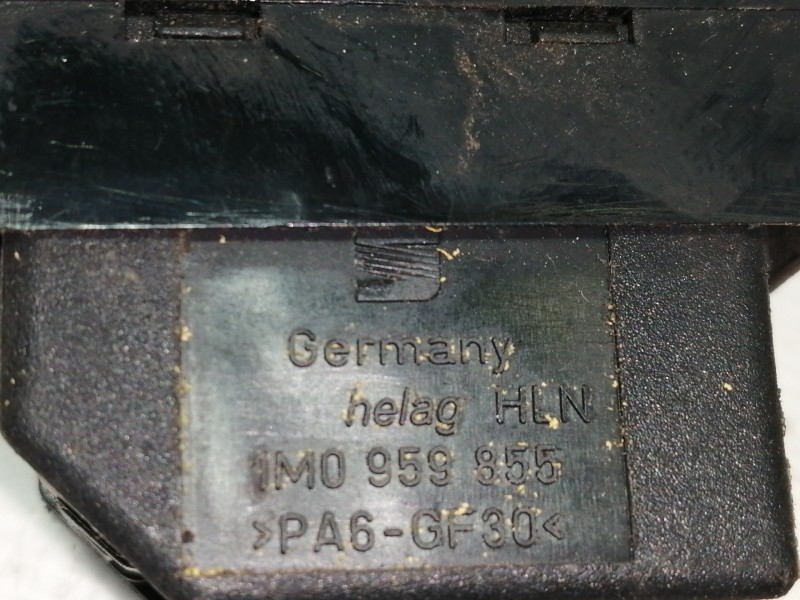 Germany
helag HLN
1M0 959 855
>PA6-GF30<